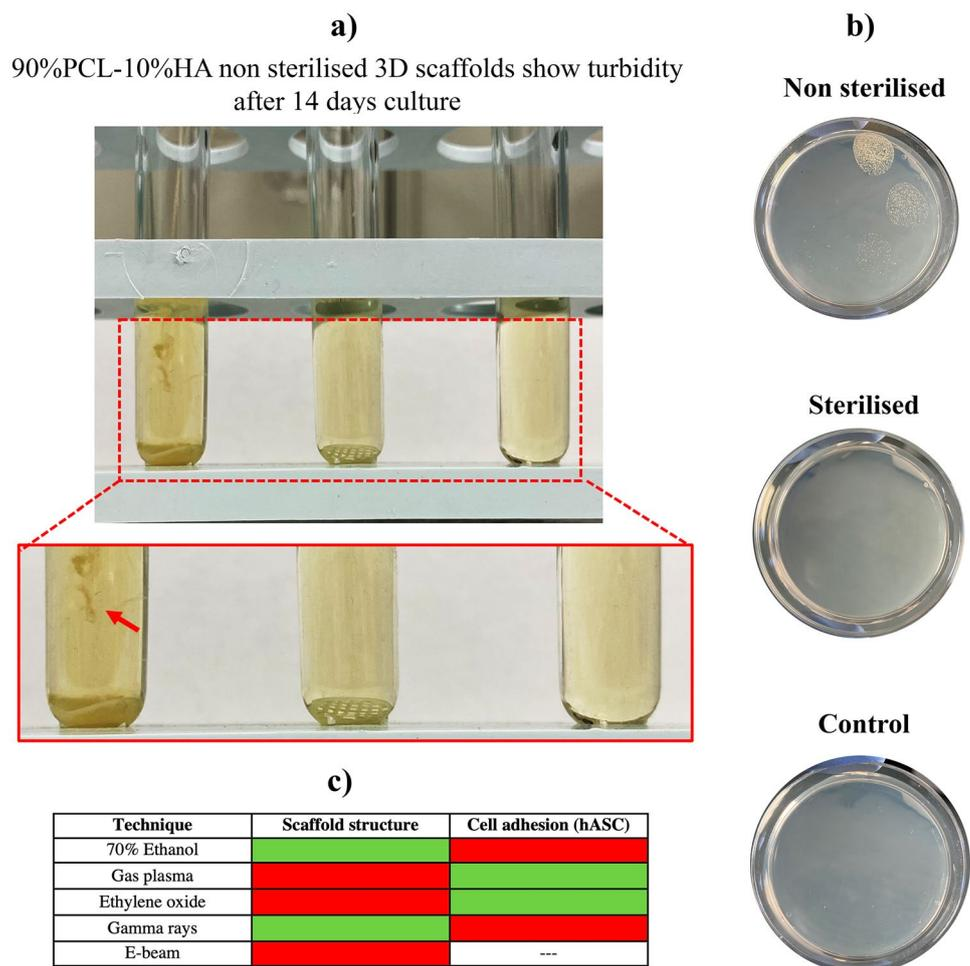 a)
90%PCL-10%HA non sterilised 3D scaffolds show turbidity
after 14 days culture
b)
Non sterilised
Sterilised
Control
c)
Technique Scaffold structure Cell adhesion (hASC)
70% Ethanol
Gas plasma
Ethylene oxide
Gamma rays
E-beam ---